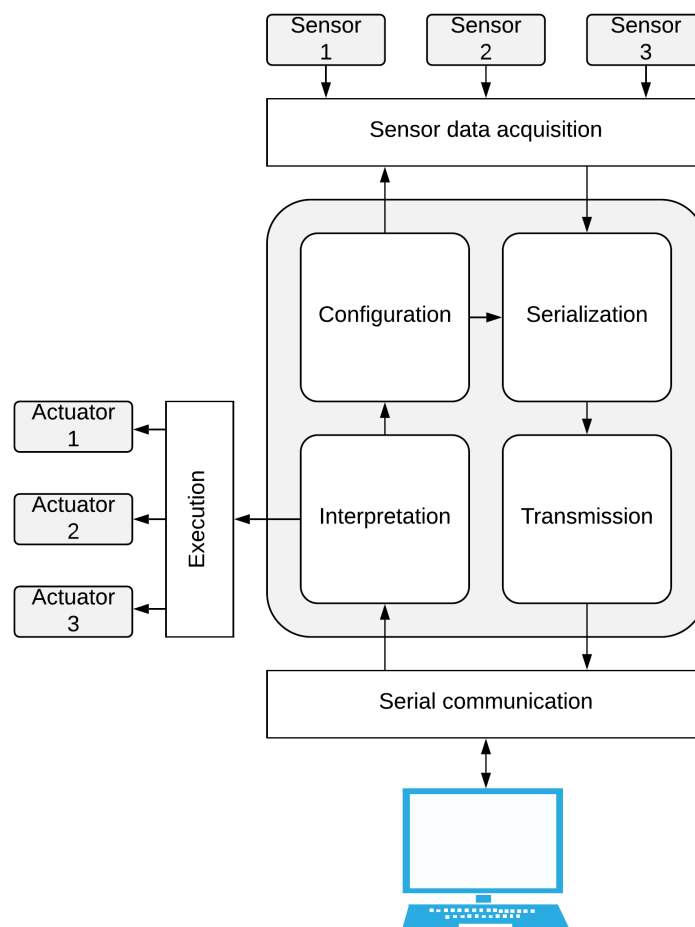 Sensor
1
Sensor
2
Sensor
3
Sensor data acquisition
Configuration
Serialization
Actuator
1
Actuator
2
Actuator
3
Execution
Interpretation
Transmission
Serial communication